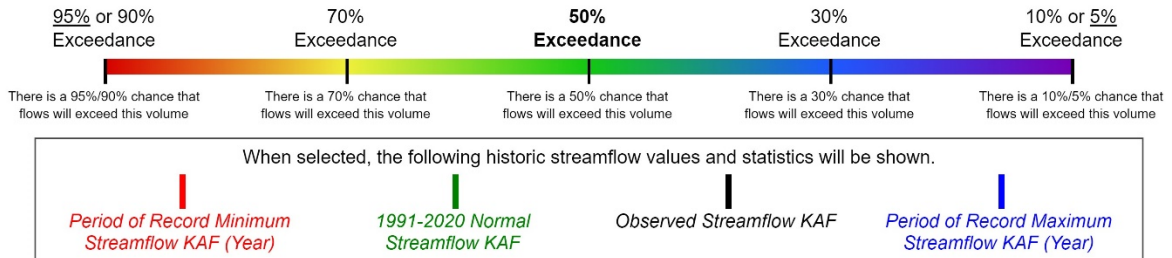 95% or 90%
Exceedance
70%
Exceedance
50%
Exceedance
30%
Exceedance
10% or 5%
Exceedance
There is a 95%/90% chance that
flows will exceed this volume
There is a 70% chance that
flows will exceed this volume
There is a 50% chance that
flows will exceed this volume
There is a 30% chance that
flows will exceed this volume
There is a 10%/5% chance that
flows will exceed this volume
When selected, the following historic streamflow values and statistics will be shown.
Period of Record Minimum
Streamflow KAF (Year)
1991-2020 Normal
Streamflow KAF
Observed Streamflow KAF
Period of Record Maximum
Streamflow KAF (Year)